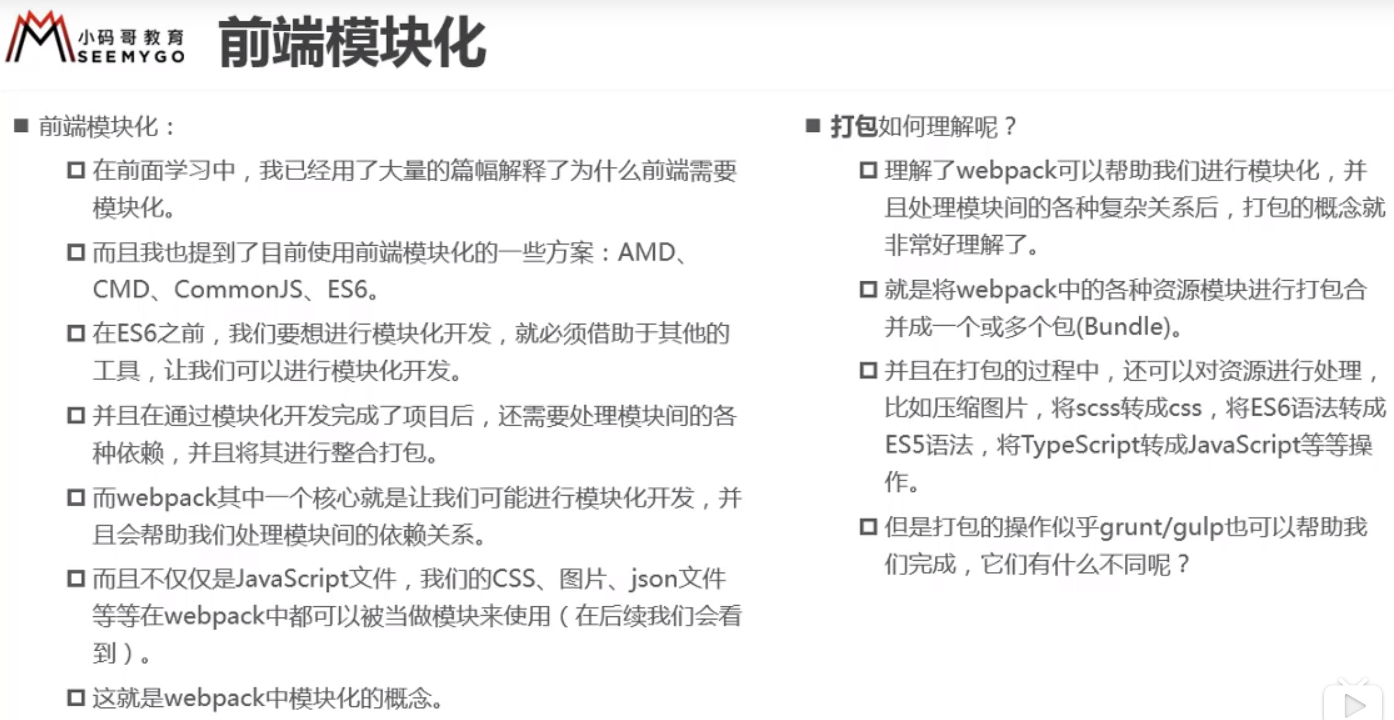 小码哥教育
SEEMYGO
前端模块化
前端模块化：
在前面学习中，我已经用了大量的篇幅解释了为什么前端需要
模块化。
而且我也提到了目前使用前端模块化的一些方案：AMD、
CMD、CommonJS、ES6。
在ES6之前，我们要想进行模块化开发，就必须借助于其他的
工具，让我们可以进行模块化开发。
并且在通过模块化开发完成了项目后，还需要处理模块间的各
种依赖，并且将其进行整合打包。
而webpack其中一个核心就是让我们可能进行模块化开发，并
且会帮助我们处理模块间的依赖关系。
而且不仅仅是JavaScript文件，我们的CSS、图片、json文件
等等在webpack中都可以被当做模块来使用（在后续我们会看
到）。
这就是webpack中模块化的概念。
打包如何理解呢？
理解了webpack可以帮助我们进行模块化，并
且处理模块间的各种复杂关系后，打包的概念就
非常好理解了。
就是将webpack中的各种资源模块进行打包合
并成一个或多个包(Bundle)。
并且在打包的过程中，还可以对资源进行处理，
比如压缩图片，将scss转成css，将ES6语法转成
ES5语法，将TypeScript转成JavaScript等等操
作。
但是打包的操作似乎grunt/gulp也可以帮助我
们完成，它们有什么不同呢？